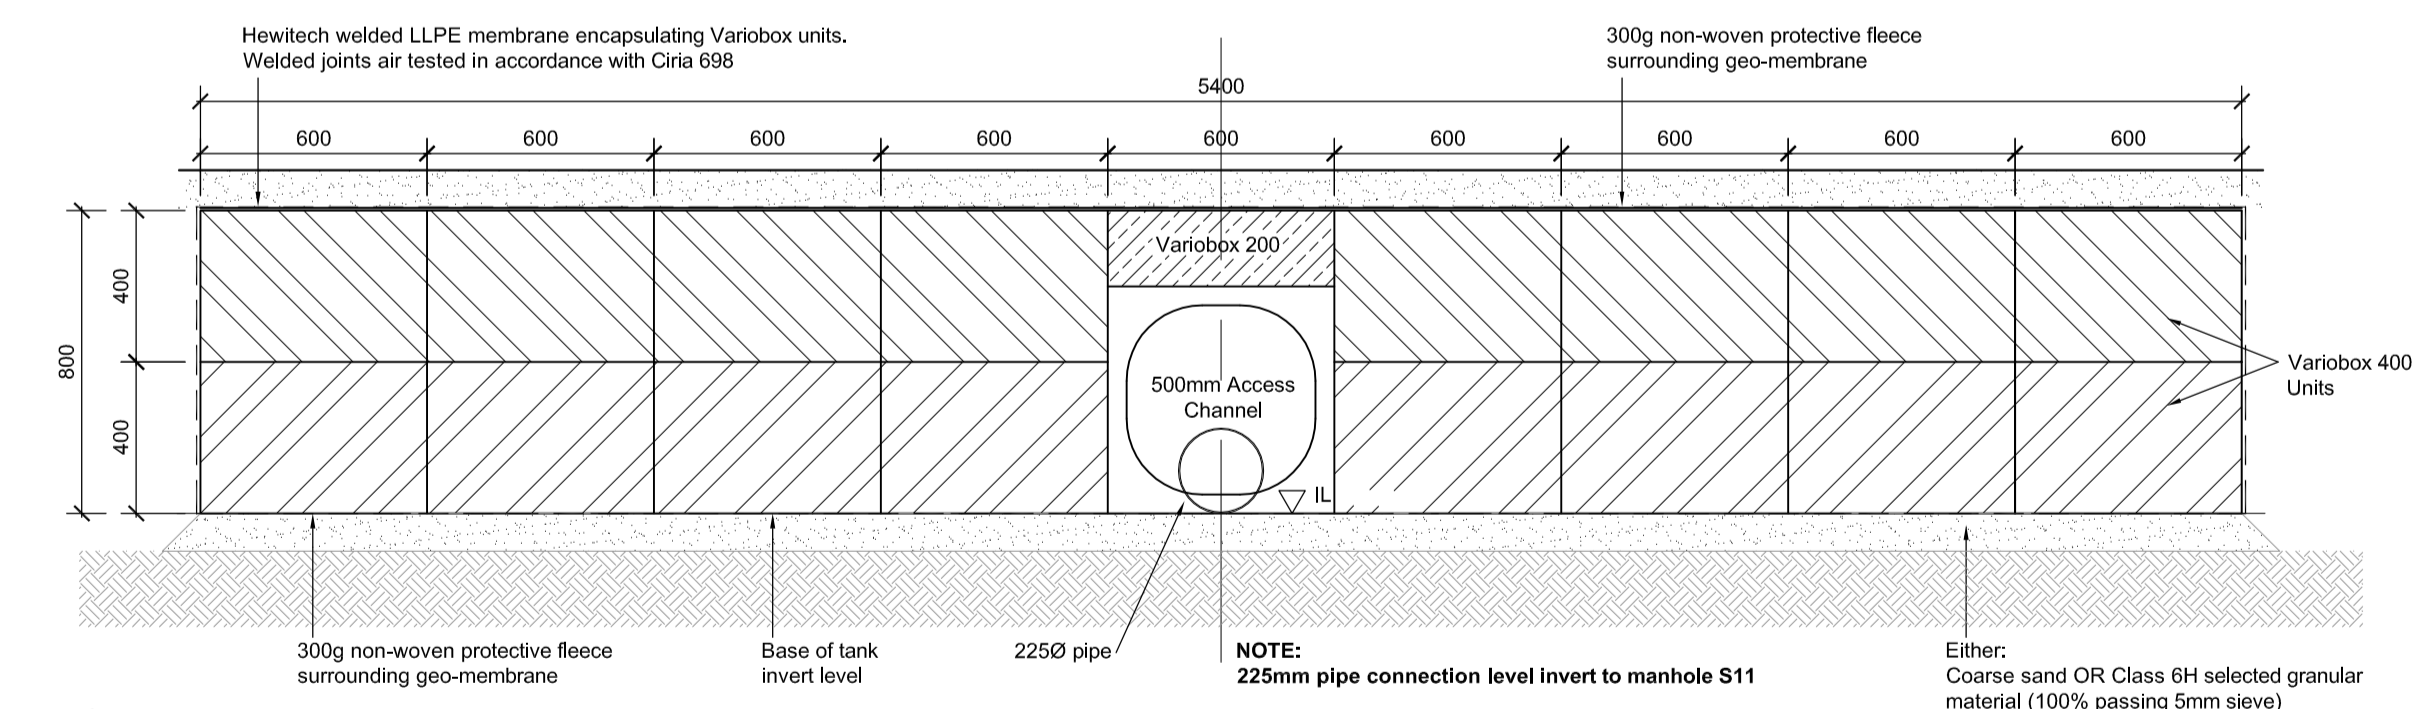 Hewitech welded LLPE membrane encapsulating Variobox units.
Welded joints air tested in accordance with Ciria 698
300g non-woven protective fleece
surrounding geo-membrane
5400
600 600 600 600 600 600 600 600 600
400
800
400
Variobox 200
500mm Access
Channel
IL
Variobox 400
Units
300g non-woven protective fleece
surrounding geo-membrane
Base of tank
invert level
225Ø pipe
NOTE:
225mm pipe connection level invert to manhole S11
Either:
Coarse sand OR Class 6H selected granular
material (100% passing 5mm sieve)